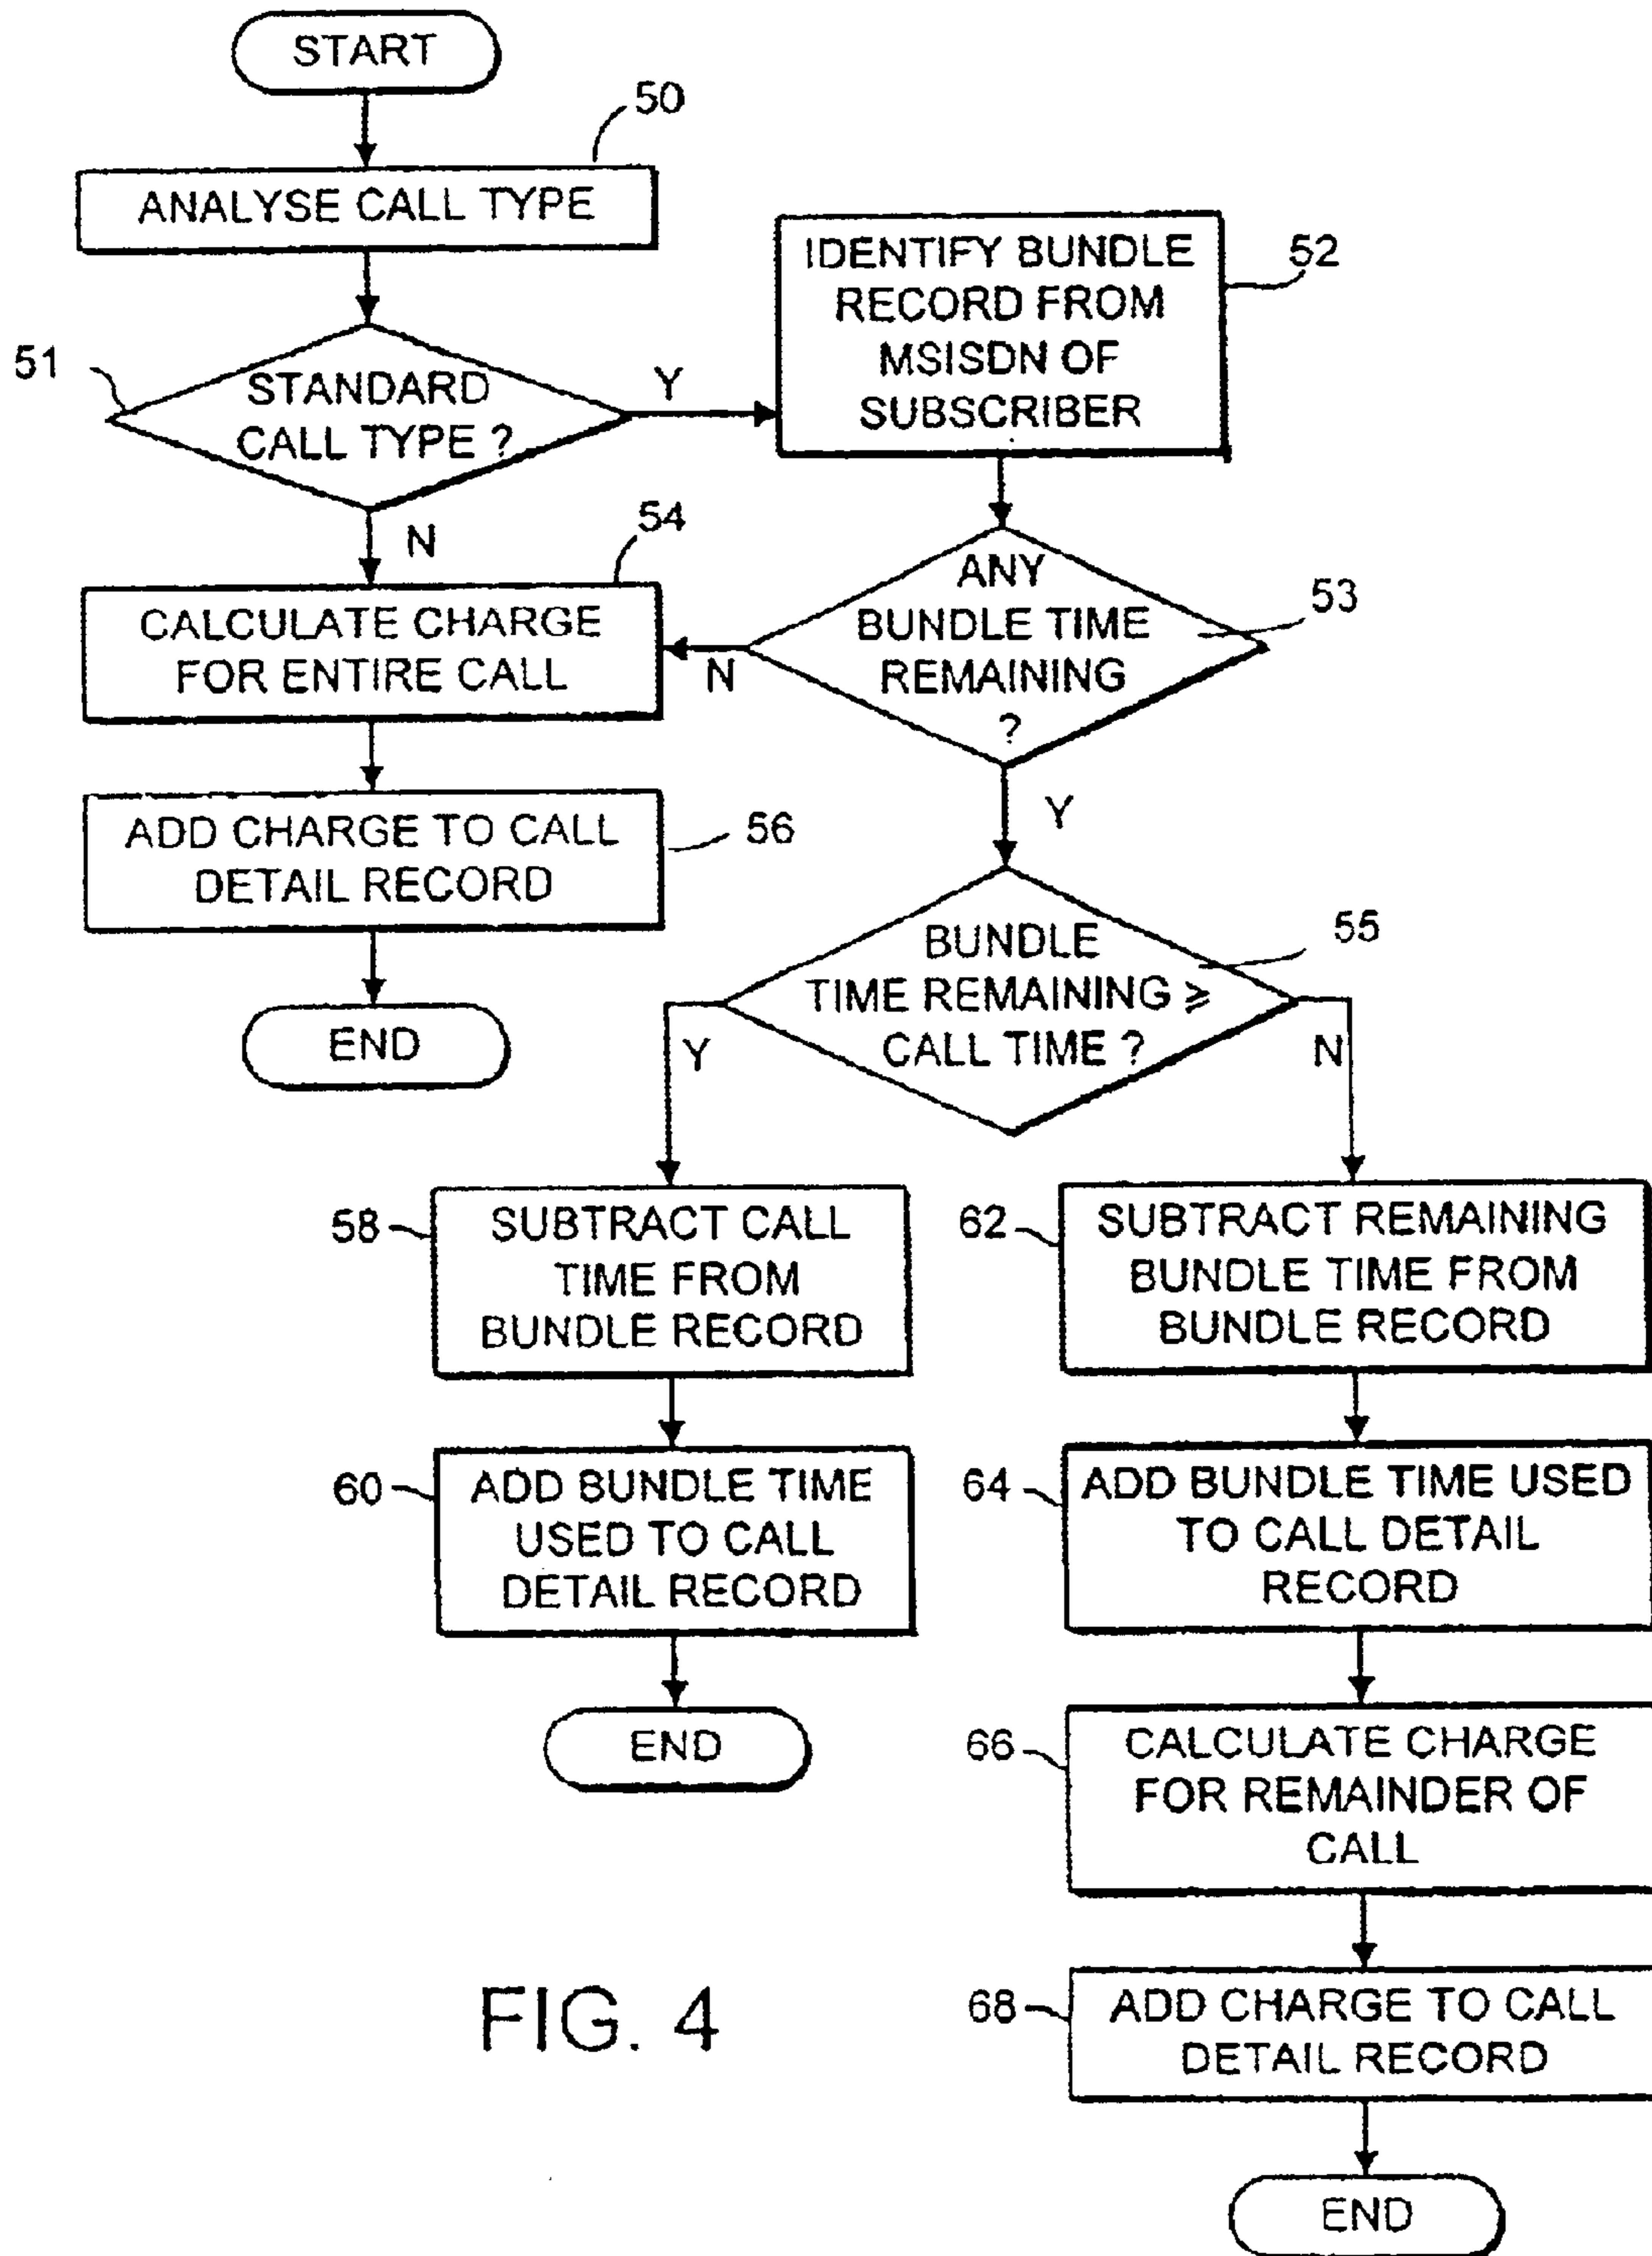 START
50
ANALYSE CALL TYPE
51
STANDARD
CALL TYPE ?
Y
N
IDENTIFY BUNDLE
RECORD FROM
MSISDN OF
SUBSCRIBER
52
54
CALCULATE CHARGE
FOR ENTIRE CALL
ANY
BUNDLE TIME
REMAINING
?
53
N
Y
ADD CHARGE TO CALL
DETAIL RECORD
56
END
BUNDLE
TIME REMAINING ⩾
CALL TIME ?
55
Y
N
58
SUBTRACT CALL
TIME FROM
BUNDLE RECORD
60
ADD BUNDLE TIME
USED TO CALL
DETAIL RECORD
END
62
SUBTRACT REMAINING
BUNDLE TIME FROM
BUNDLE RECORD
64
ADD BUNDLE TIME USED
TO CALL DETAIL
RECORD
66
CALCULATE CHARGE
FOR REMAINDER OF
CALL
68
ADD CHARGE TO CALL
DETAIL RECORD
END
FIG. 4